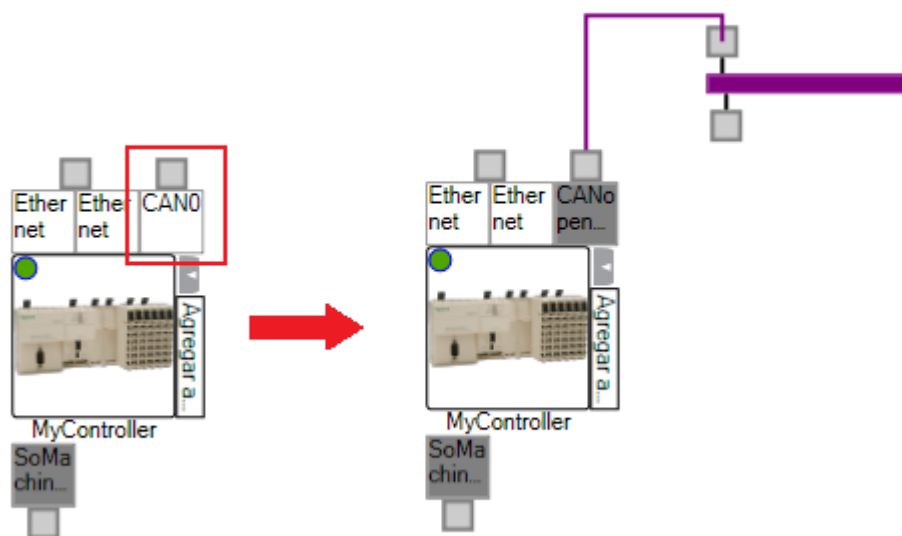 Ether
net
Ether
net
CAN0
Agregar a...
MyController
SoMa
chin...
Ether
net
Ether
net
CANo
pen...
Agregar a...
MyController
SoMa
chin...